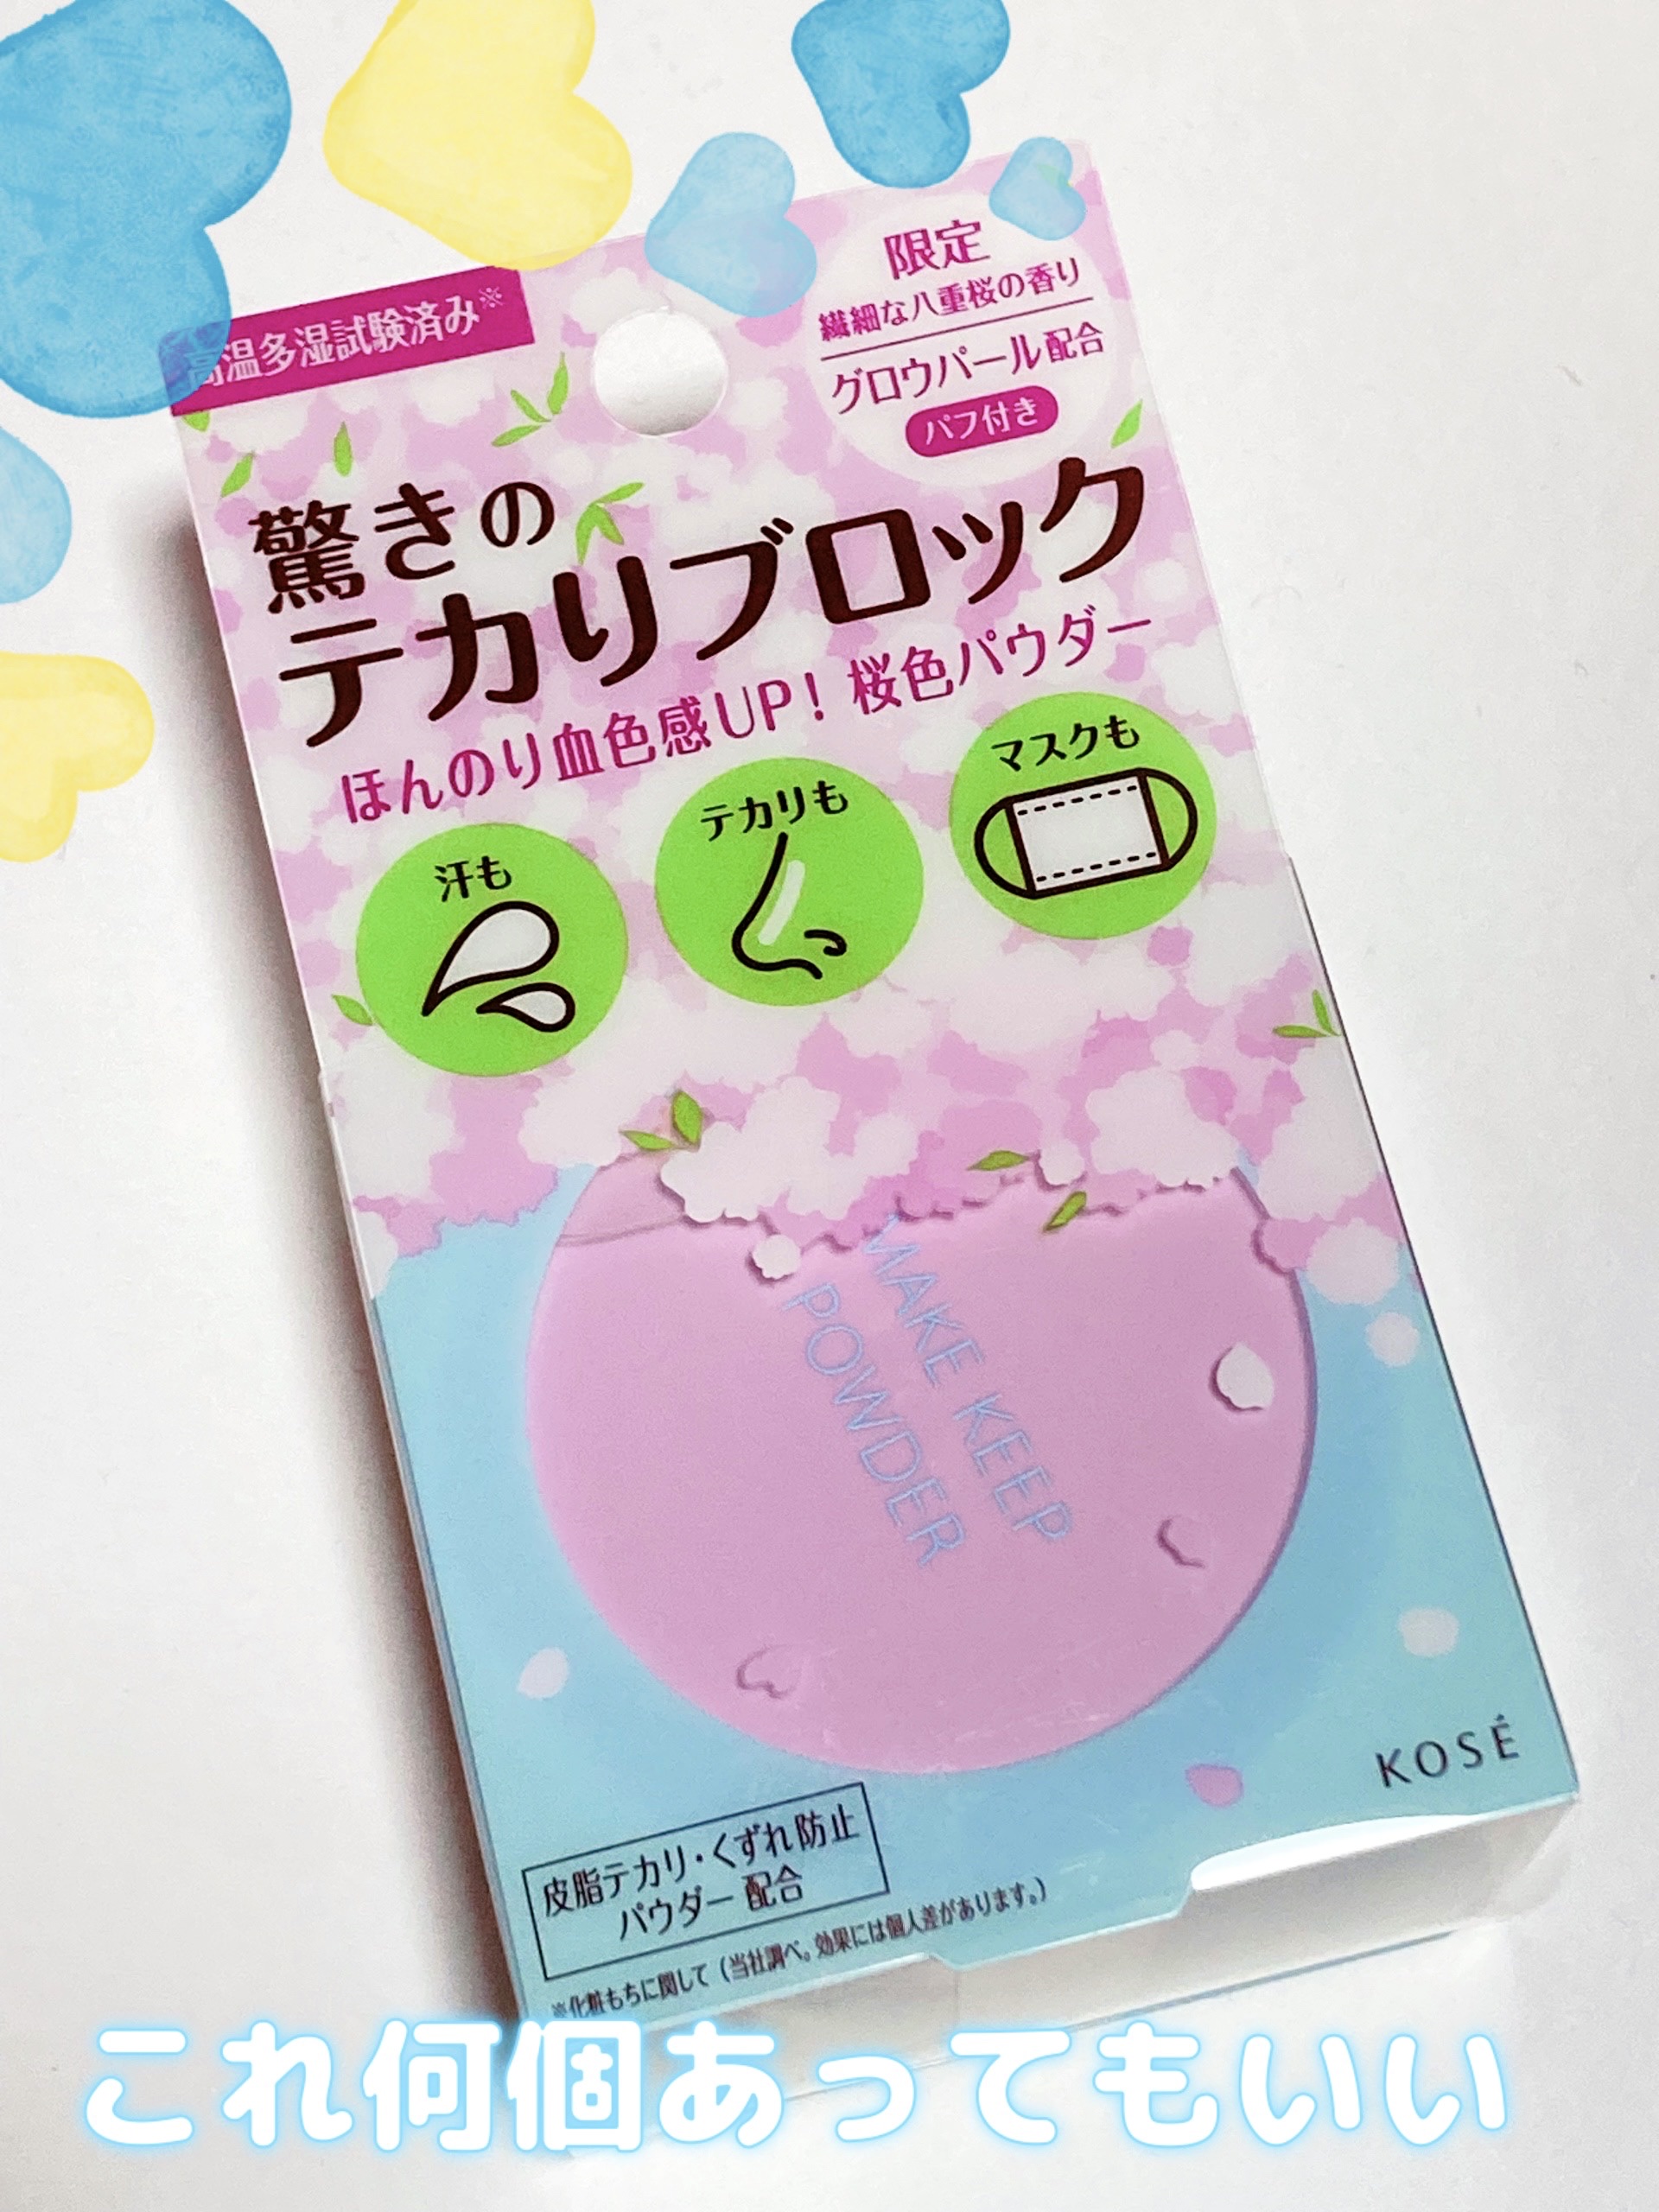 高温多湿試験済み※
限定
繊細な八重桜の香り
グロウパール配合
パフ付き
驚きの
テカリブロック
ほんのり血色感UP! 桜色パウダー
汗も
テカリも
マスクも
MAKE KEEP
POWDER
KOSÉ
皮脂テカリ・くずれ防止
パウダー配合
※化粧もちに関して(当社調べ。効果には個人差があります。)
これ何個あってもいい